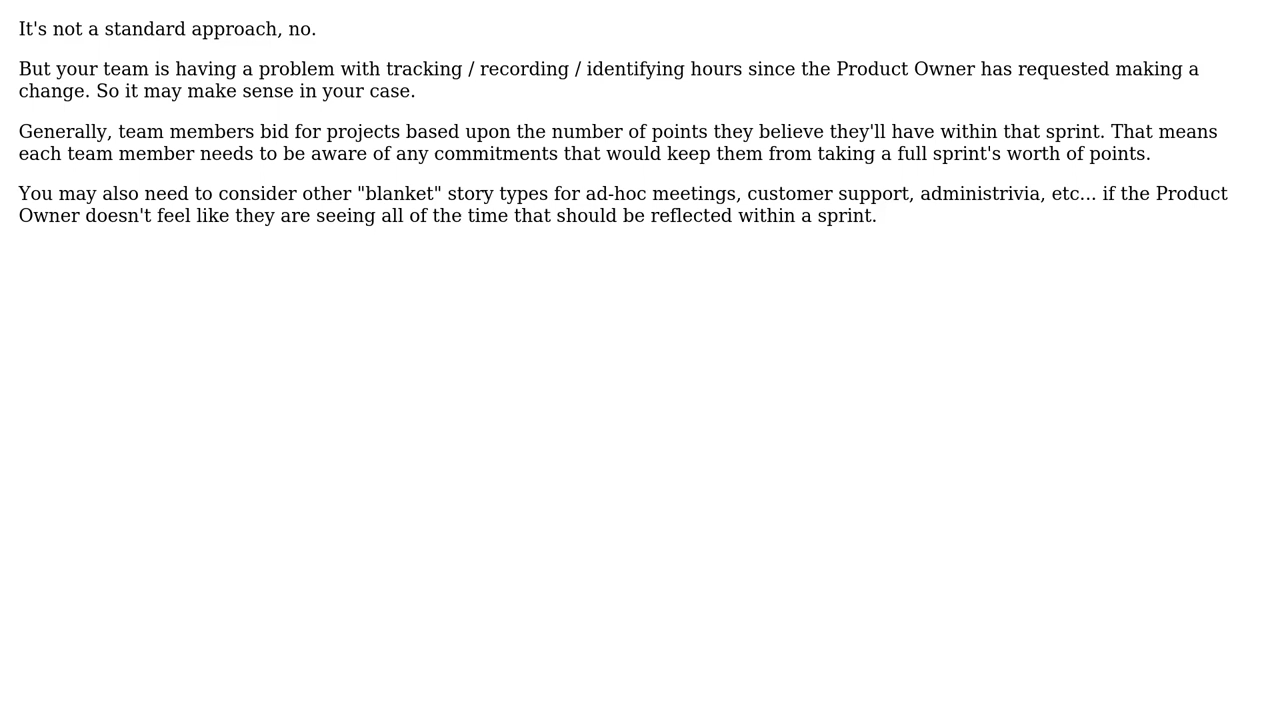 It's not a standard approach, no.
But your team is having a problem with tracking / recording / identifying hours since the Product Owner has requested making a
change. So it may make sense in your case.
Generally, team members bid for projects based upon the number of points they believe they'll have within that sprint. That means
each team member needs to be aware of any commitments that would keep them from taking a full sprint's worth of points.
You may also need to consider other "blanket" story types for ad-hoc meetings, customer support, administrivia, etc... if the Product
Owner doesn't feel like they are seeing all of the time that should be reflected within a sprint.